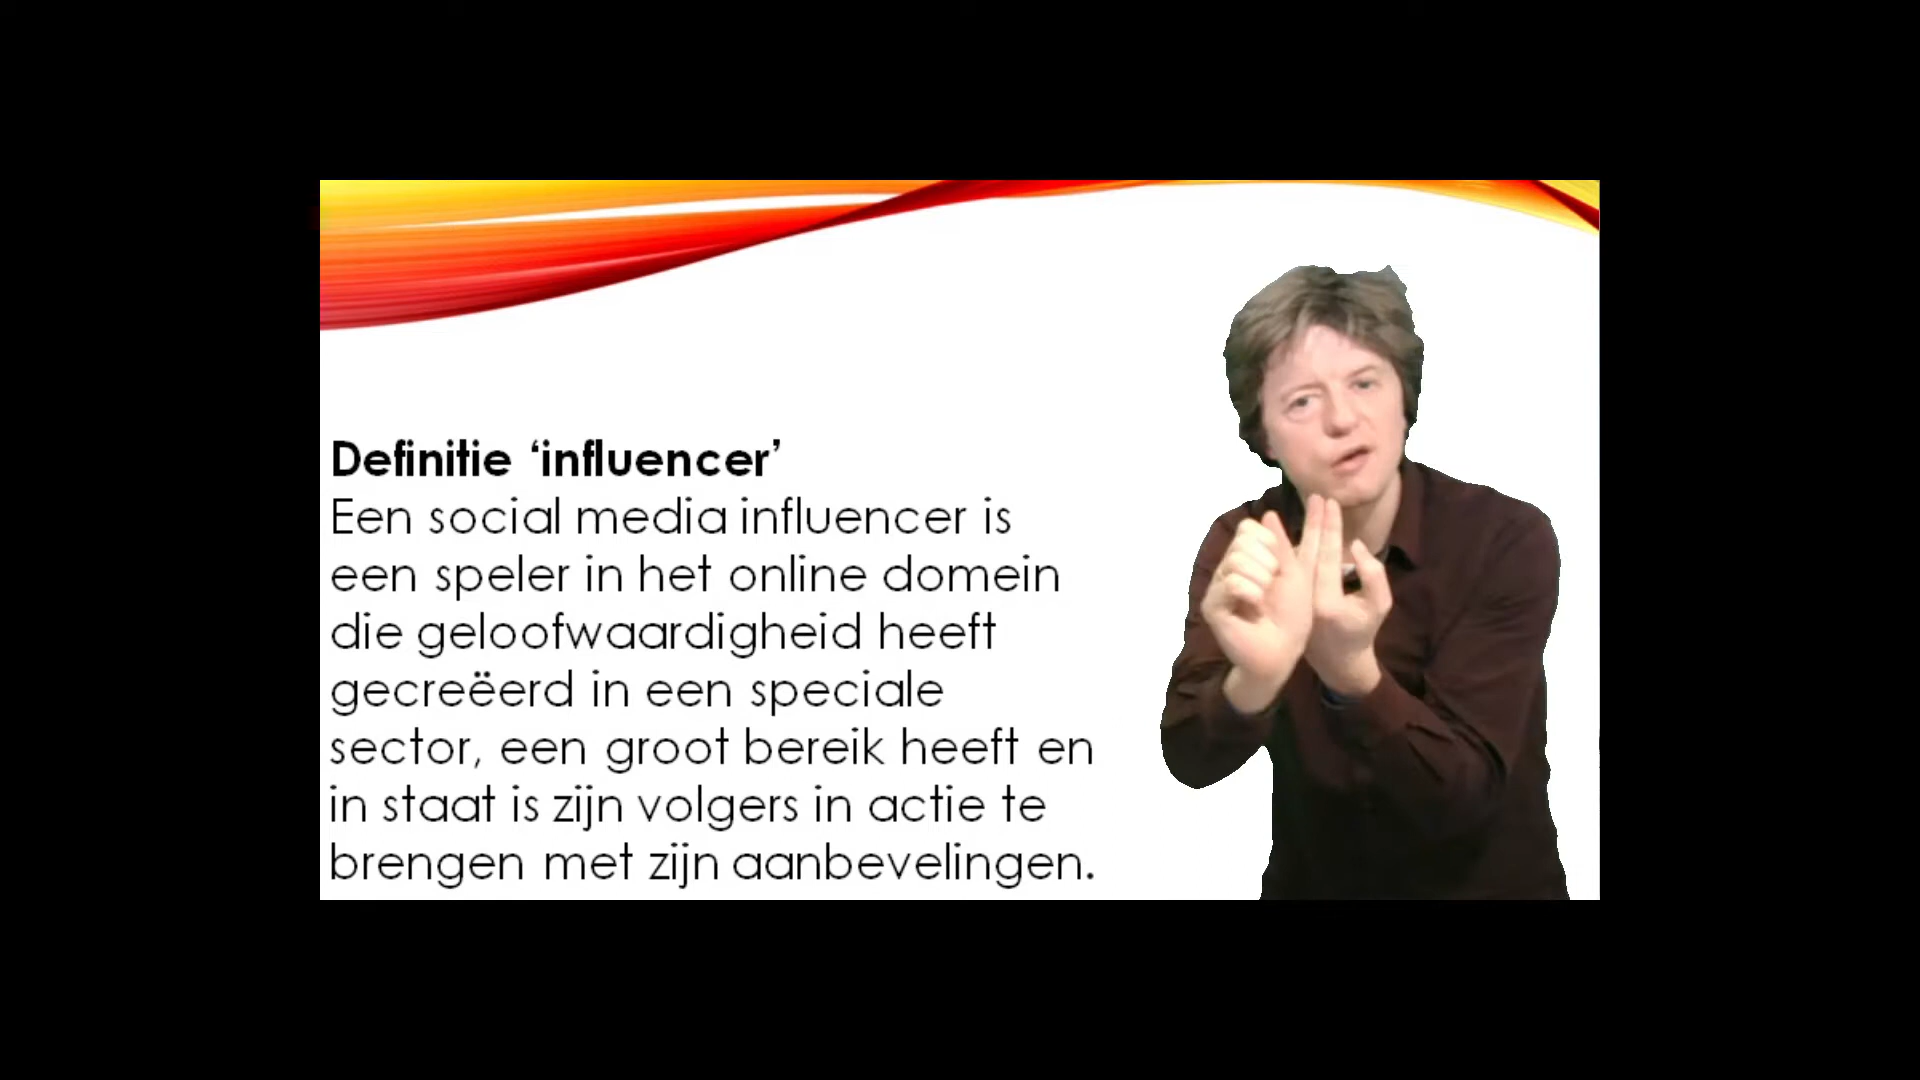 Definitie ‘influencer’
Een social media influencer is
een speler in het online domein
die geloofwaardigheid heeft
gecreëerd in een speciale
sector, een groot bereik heeft en
in staat is zijn volgers in actie te
brengen met zijn aanbevelingen.